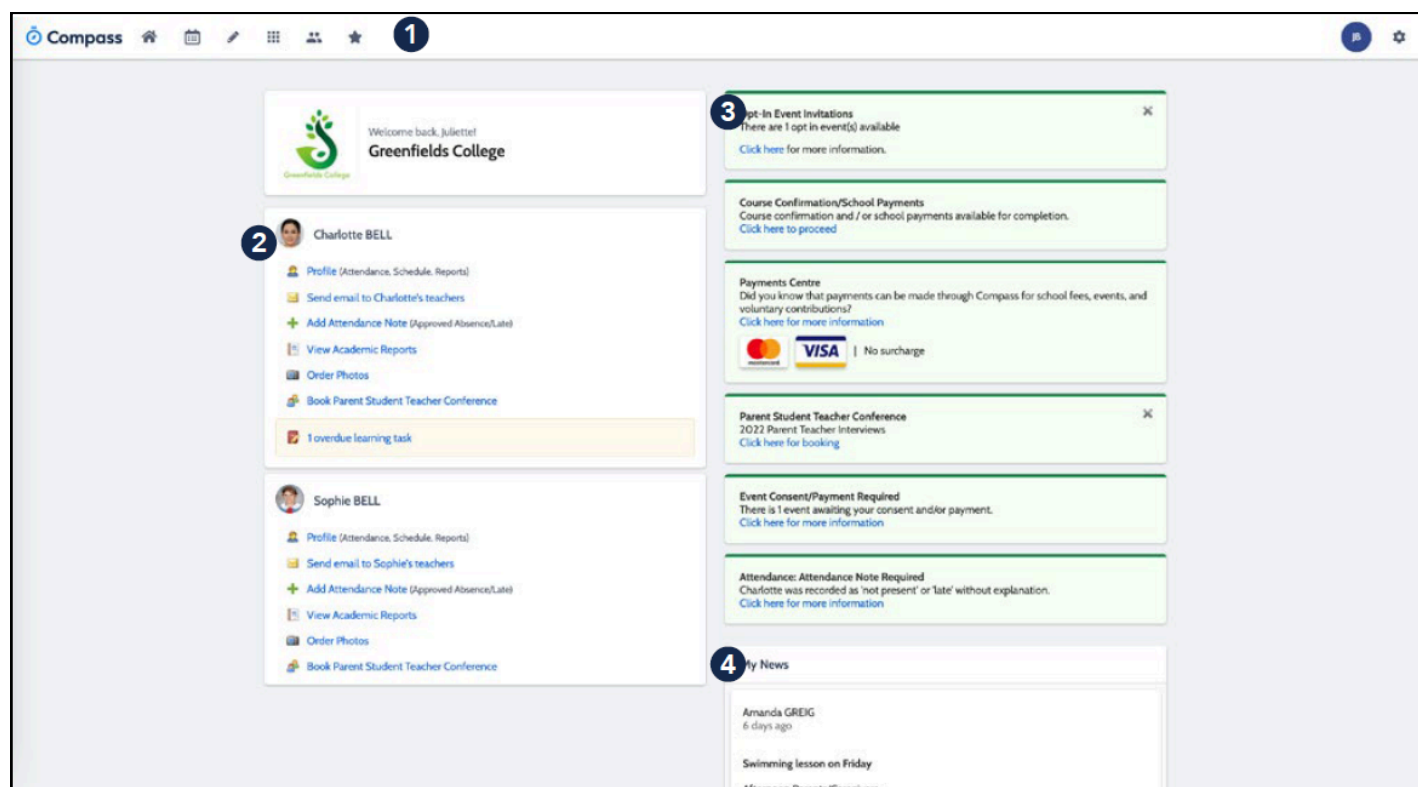 Compass
1
JB
Greenfields College
Welcome back, Juliette!
Greenfields College
2
Charlotte BELL
Profile (Attendance, Schedule, Reports)
Send email to Charlotte's teachers
Add Attendance Note (Approved Absence/Late)
View Academic Reports
Order Photos
Book Parent Student Teacher Conference
1 overdue learning task
Sophie BELL
Profile (Attendance, Schedule, Reports)
Send email to Sophie's teachers
Add Attendance Note (Approved Absence/Late)
View Academic Reports
Order Photos
Book Parent Student Teacher Conference
3
Opt-In Event Invitations
There are 1 opt in event(s) available
Click here for more information.
Course Confirmation/School Payments
Course confirmation and / or school payments available for completion.
Click here to proceed
Payments Centre
Did you know that payments can be made through Compass for school fees, events, and
voluntary contributions?
Click here for more information
mastercard VISA | No surcharge
Parent Student Teacher Conference
2022 Parent Teacher Interviews
Click here for booking
Event Consent/Payment Required
There is 1 event awaiting your consent and/or payment.
Click here for more information
Attendance: Attendance Note Required
Charlotte was recorded as 'not present' or 'late' without explanation.
Click here for more information
4
My News
Amanda GREIG
6 days ago
Swimming lesson on Friday